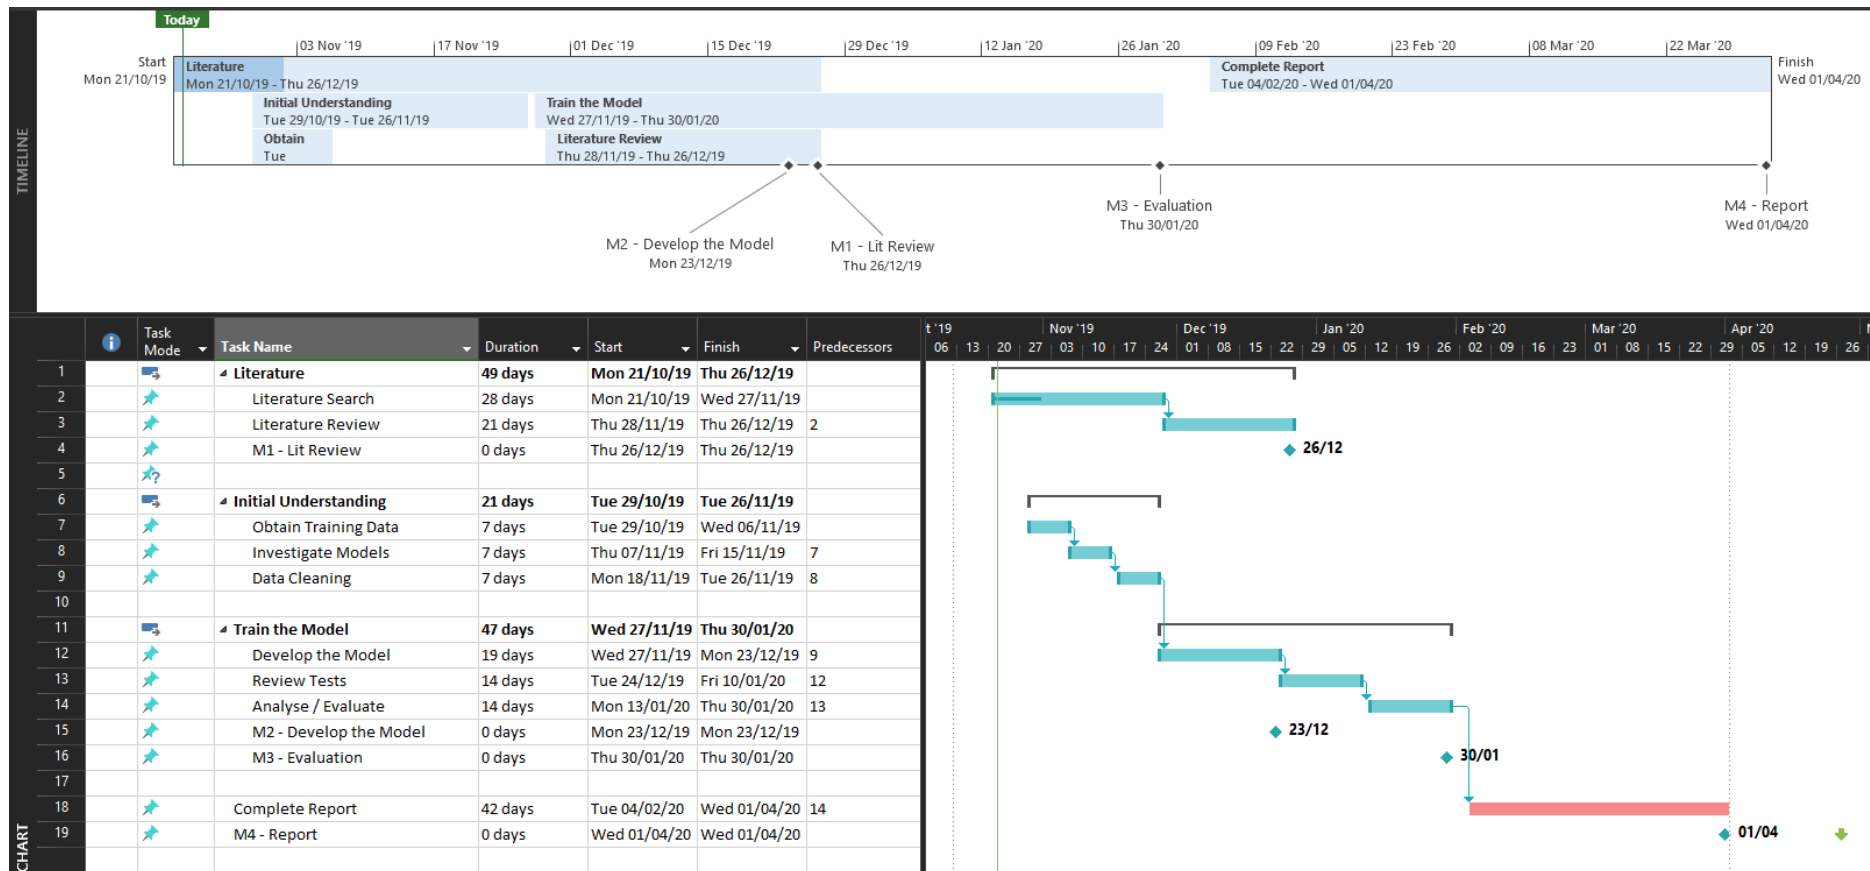 Today
03 Nov '19 17 Nov '19 01 Dec '19 15 Dec '19 29 Dec '19 12 Jan '20 26 Jan '20 09 Feb '20 23 Feb '20 08 Mar '20 22 Mar '20
Start
Mon 21/10/19
Literature
Mon 21/10/19 - Thu 26/12/19
Complete Report
Tue 04/02/20 - Wed 01/04/20
Finish
Wed 01/04/20
Initial Understanding
Tue 29/10/19 - Tue 26/11/19
Train the Model
Wed 27/11/19 - Thu 30/01/20
Obtain
Tue
Literature Review
Thu 28/11/19 - Thu 26/12/19
TIMELINE
M2 - Develop the Model
Mon 23/12/19
M1 - Lit Review
Thu 26/12/19
M3 - Evaluation
Thu 30/01/20
M4 - Report
Wed 01/04/20
Task Mode Task Name Duration Start Finish Predecessors
t '19 Nov '19 Dec '19 Jan '20 Feb '20 Mar '20 Apr '20
06 13 20 27 03 10 17 24 01 08 15 22 29 05 12 19 26 02 09 16 23 01 08 15 22 29 05 12 19 26
1 Literature 49 days Mon 21/10/19 Thu 26/12/19
2 Literature Search 28 days Mon 21/10/19 Wed 27/11/19
3 Literature Review 21 days Thu 28/11/19 Thu 26/12/19 2
4 M1 - Lit Review 0 days Thu 26/12/19 Thu 26/12/19 26/12
5 ?
6 Initial Understanding 21 days Tue 29/10/19 Tue 26/11/19
7 Obtain Training Data 7 days Tue 29/10/19 Wed 06/11/19
8 Investigate Models 7 days Thu 07/11/19 Fri 15/11/19 7
9 Data Cleaning 7 days Mon 18/11/19 Tue 26/11/19 8
10
11 Train the Model 47 days Wed 27/11/19 Thu 30/01/20
12 Develop the Model 19 days Wed 27/11/19 Mon 23/12/19 9
13 Review Tests 14 days Tue 24/12/19 Fri 10/01/20 12
14 Analyse / Evaluate 14 days Mon 13/01/20 Thu 30/01/20 13
15 M2 - Develop the Model 0 days Mon 23/12/19 Mon 23/12/19 23/12
16 M3 - Evaluation 0 days Thu 30/01/20 Thu 30/01/20 30/01
17
18 Complete Report 42 days Tue 04/02/20 Wed 01/04/20 14
19 M4 - Report 0 days Wed 01/04/20 Wed 01/04/20 01/04
CHART